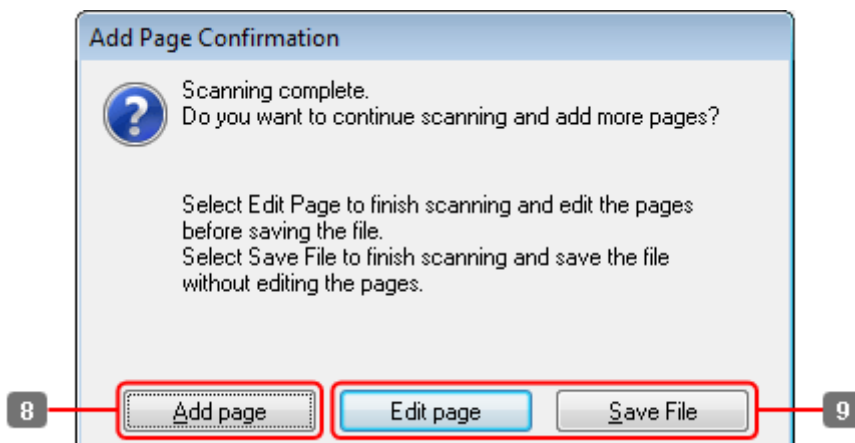 Add Page Confirmation
Scanning complete.
Do you want to continue scanning and add more pages?
Select Edit Page to finish scanning and edit the pages
before saving the file.
Select Save File to finish scanning and save the file
without editing the pages.
8 Add page Edit page Save File 9